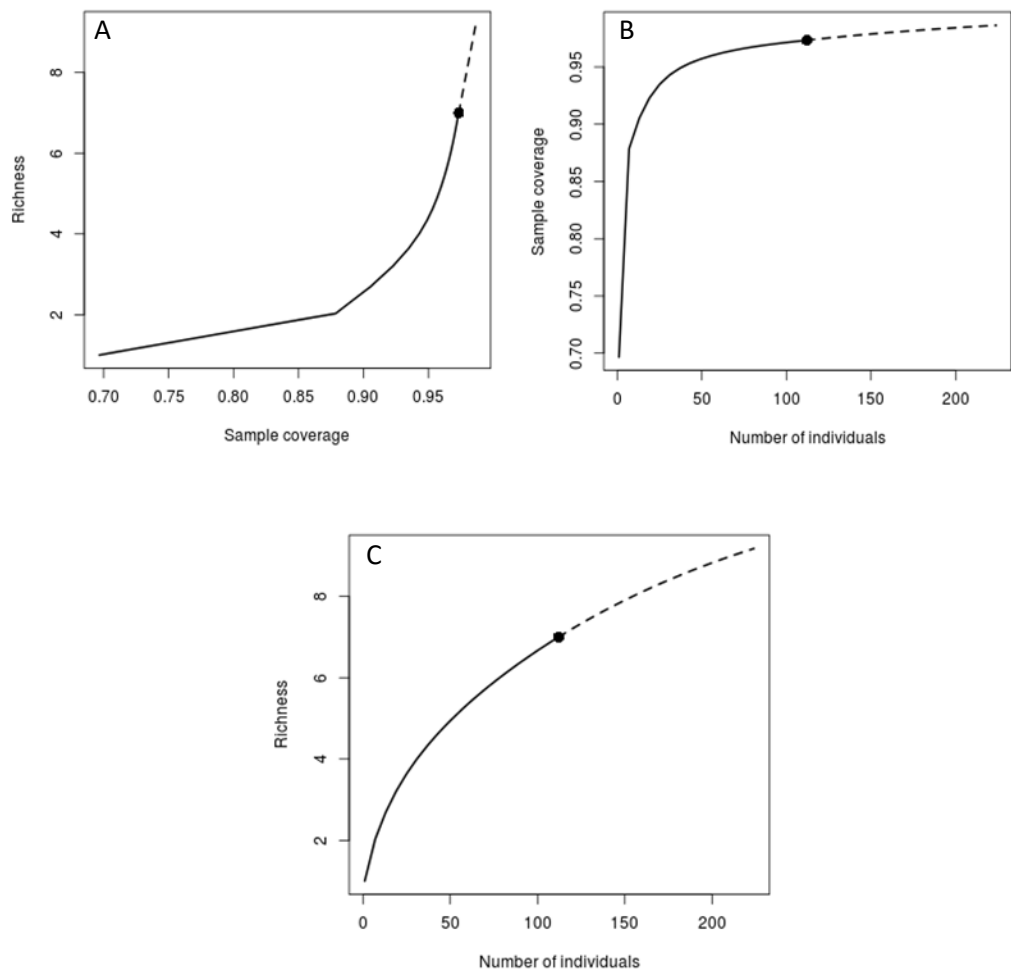 A
Richness
8
6
4
2
0.70 0.75 0.80 0.85 0.90 0.95
Sample coverage
B
Sample coverage
0.95
0.90
0.85
0.80
0.75
0.70
0 50 100 150 200
Number of individuals
C
Richness
8
6
4
2
0 50 100 150 200
Number of individuals